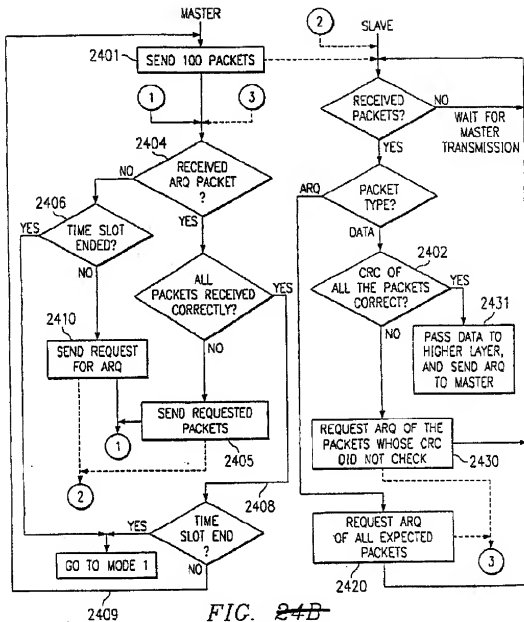 MASTER
2401
SEND 100 PACKETS
1
3
2404
RECEIVED
ARQ PACKET
?
NO
YES
2406
YES
TIME SLOT
ENDED?
NO
2410
SEND REQUEST
FOR ARQ
ALL
PACKETS RECEIVED
CORRECTLY?
YES
NO
SEND REQUESTED
PACKETS
1
2405
2
2408
YES
TIME
SLOT END
?
NO
GO TO MODE 1
2409
2
SLAVE
RECEIVED
PACKETS?
NO
WAIT FOR
MASTER
TRANSMISSION
YES
ARQ
PACKET
TYPE?
DATA
2402
CRC OF
ALL THE PACKETS
CORRECT?
YES
2431
NO
PASS DATA TO
HIGHER LAYER,
AND SEND ARQ
TO MASTER
REQUEST ARQ OF THE
PACKETS WHOSE CRC
DID NOT CHECK
2430
REQUEST ARQ
OF ALL EXPECTED
PACKETS
2420
3
FIG. 24B